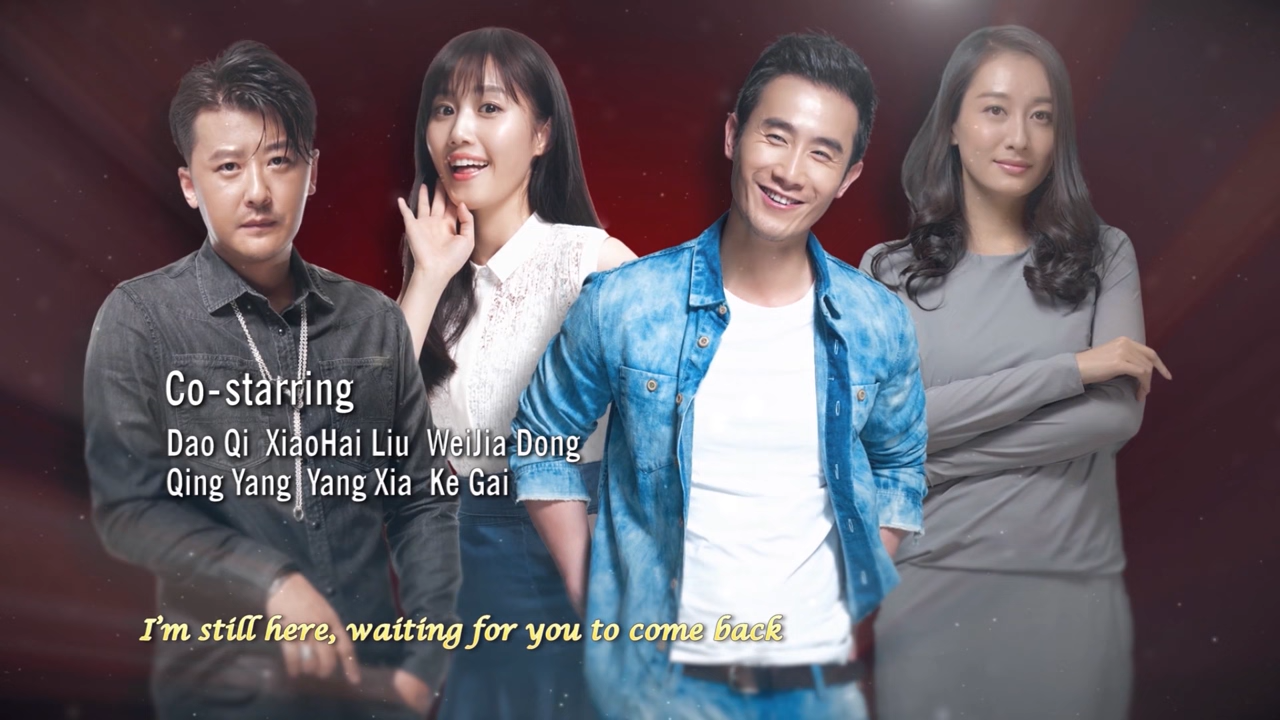 Co-starring
Dao Qi XiaoHai Liu WeiJia Dong
Qing Yang Yang Xia Ke Gai
I'm still here, waiting for you to come back